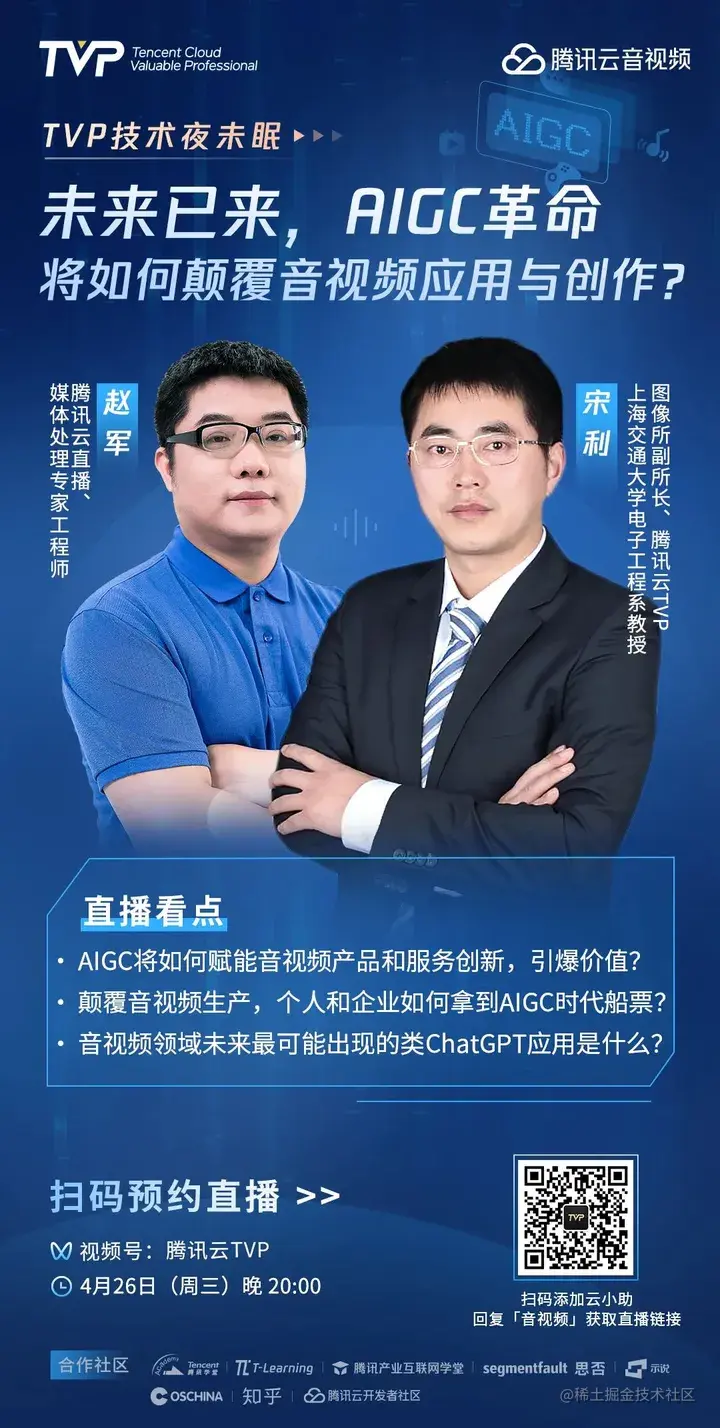 TVP Tencent Cloud
Valuable Professional
腾讯云音视频
AIGC
TVP技术夜未眠
未来已来，AIGC革命
将如何颠覆音视频应用与创作？
赵军
腾讯云直播、
媒体处理专家工程师
宋利
图像所副所长、腾讯云TVP
上海交通大学电子工程系教授
直播看点
· AIGC将如何赋能音视频产品和服务创新，引爆价值？
· 颠覆音视频生产，个人和企业如何拿到AIGC时代船票？
· 音视频领域未来最可能出现的类ChatGPT应用是什么？
扫码预约直播 >>
视频号：腾讯云TVP
4月26日（周三）晚 20:00
TVP
扫码添加云小助
回复「音视频」获取直播链接
合作社区
Academy Tencent 腾讯学堂
T-Learning
腾讯产业互联网学堂
segmentfault 思否
示说
OSCHINA
知乎
腾讯云开发者社区
@稀土掘金技术社区